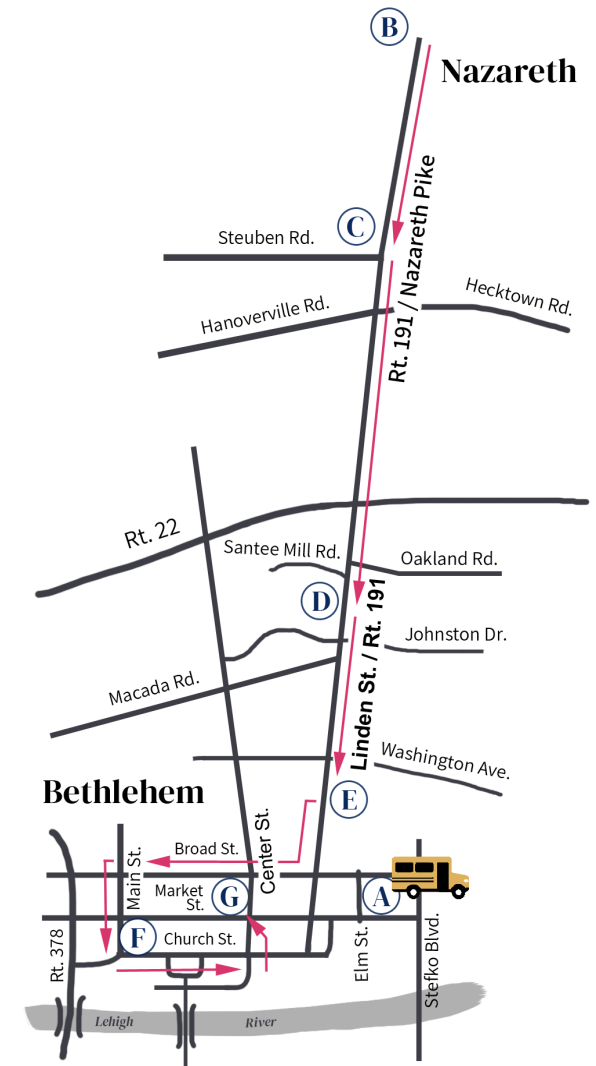 B
Nazareth
Rt. 191 / Nazareth Pike
C
Steuben Rd.
Hecktown Rd.
Hanoverville Rd.
Rt. 22
Santee Mill Rd.
Oakland Rd.
D
Linden St. / Rt. 191
Johnston Dr.
Macada Rd.
Washington Ave.
Bethlehem
E
Center St.
Broad St.
Main St.
Market
St.
G
A
F
Church St.
Rt. 378
Elm St.
Stefko Blvd.
Lehigh
River